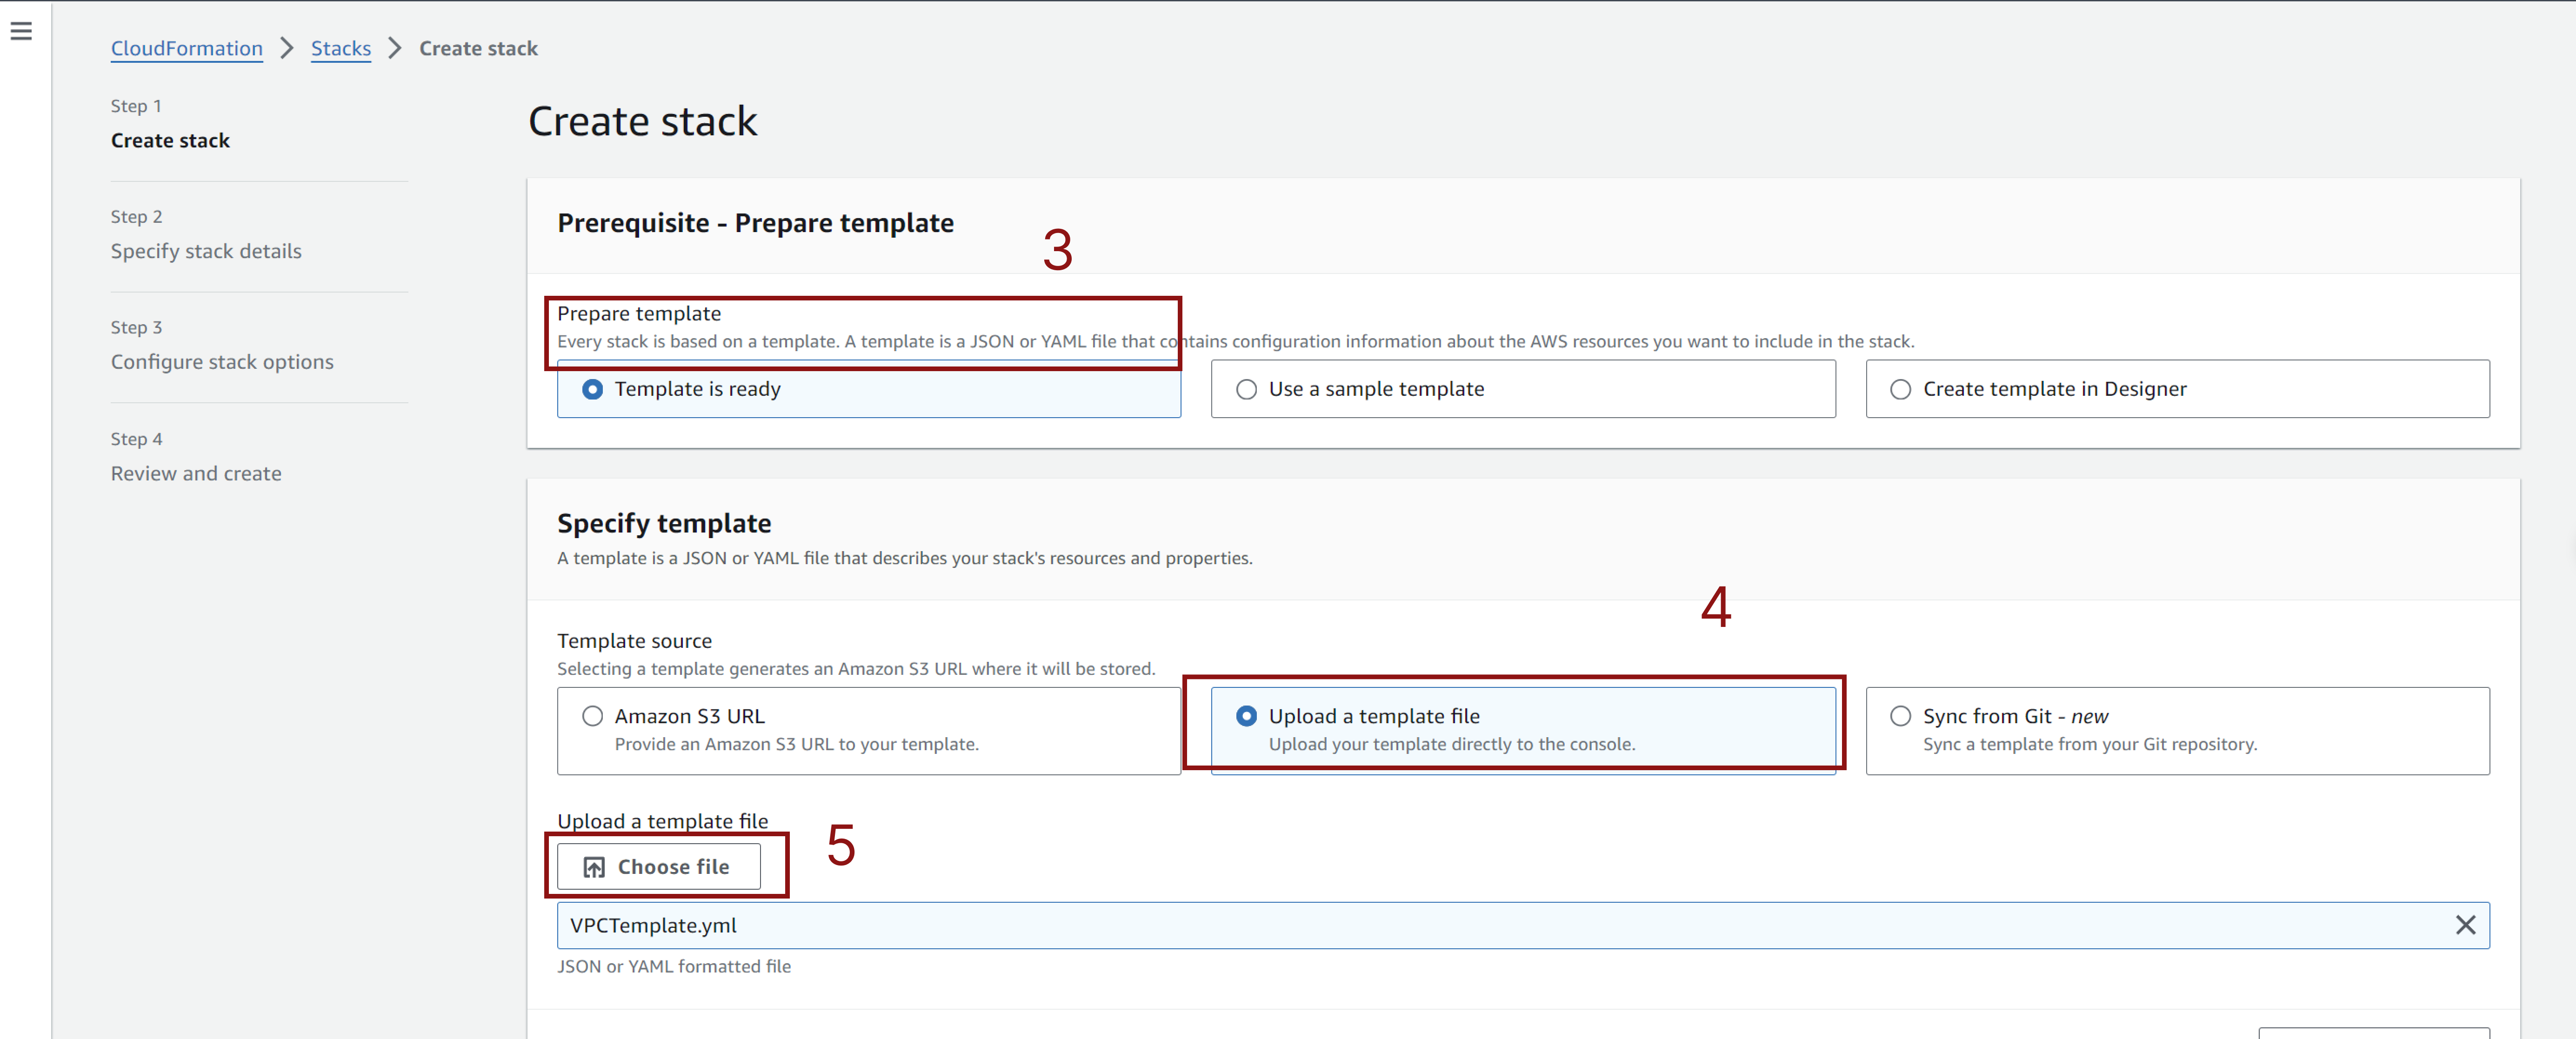 CloudFormation > Stacks > Create stack
Step 1
Create stack
Step 2
Specify stack details
Step 3
Configure stack options
Step 4
Review and create
Create stack
Prerequisite - Prepare template
3
Prepare template
Every stack is based on a template. A template is a JSON or YAML file that contains configuration information about the AWS resources you want to include in the stack.
Template is ready
Use a sample template
Create template in Designer
Specify template
A template is a JSON or YAML file that describes your stack's resources and properties.
4
Template source
Selecting a template generates an Amazon S3 URL where it will be stored.
Amazon S3 URL
Provide an Amazon S3 URL to your template.
Upload a template file
Upload your template directly to the console.
Sync from Git - new
Sync a template from your Git repository.
Upload a template file
5
Choose file
VPCTemplate.yml
JSON or YAML formatted file